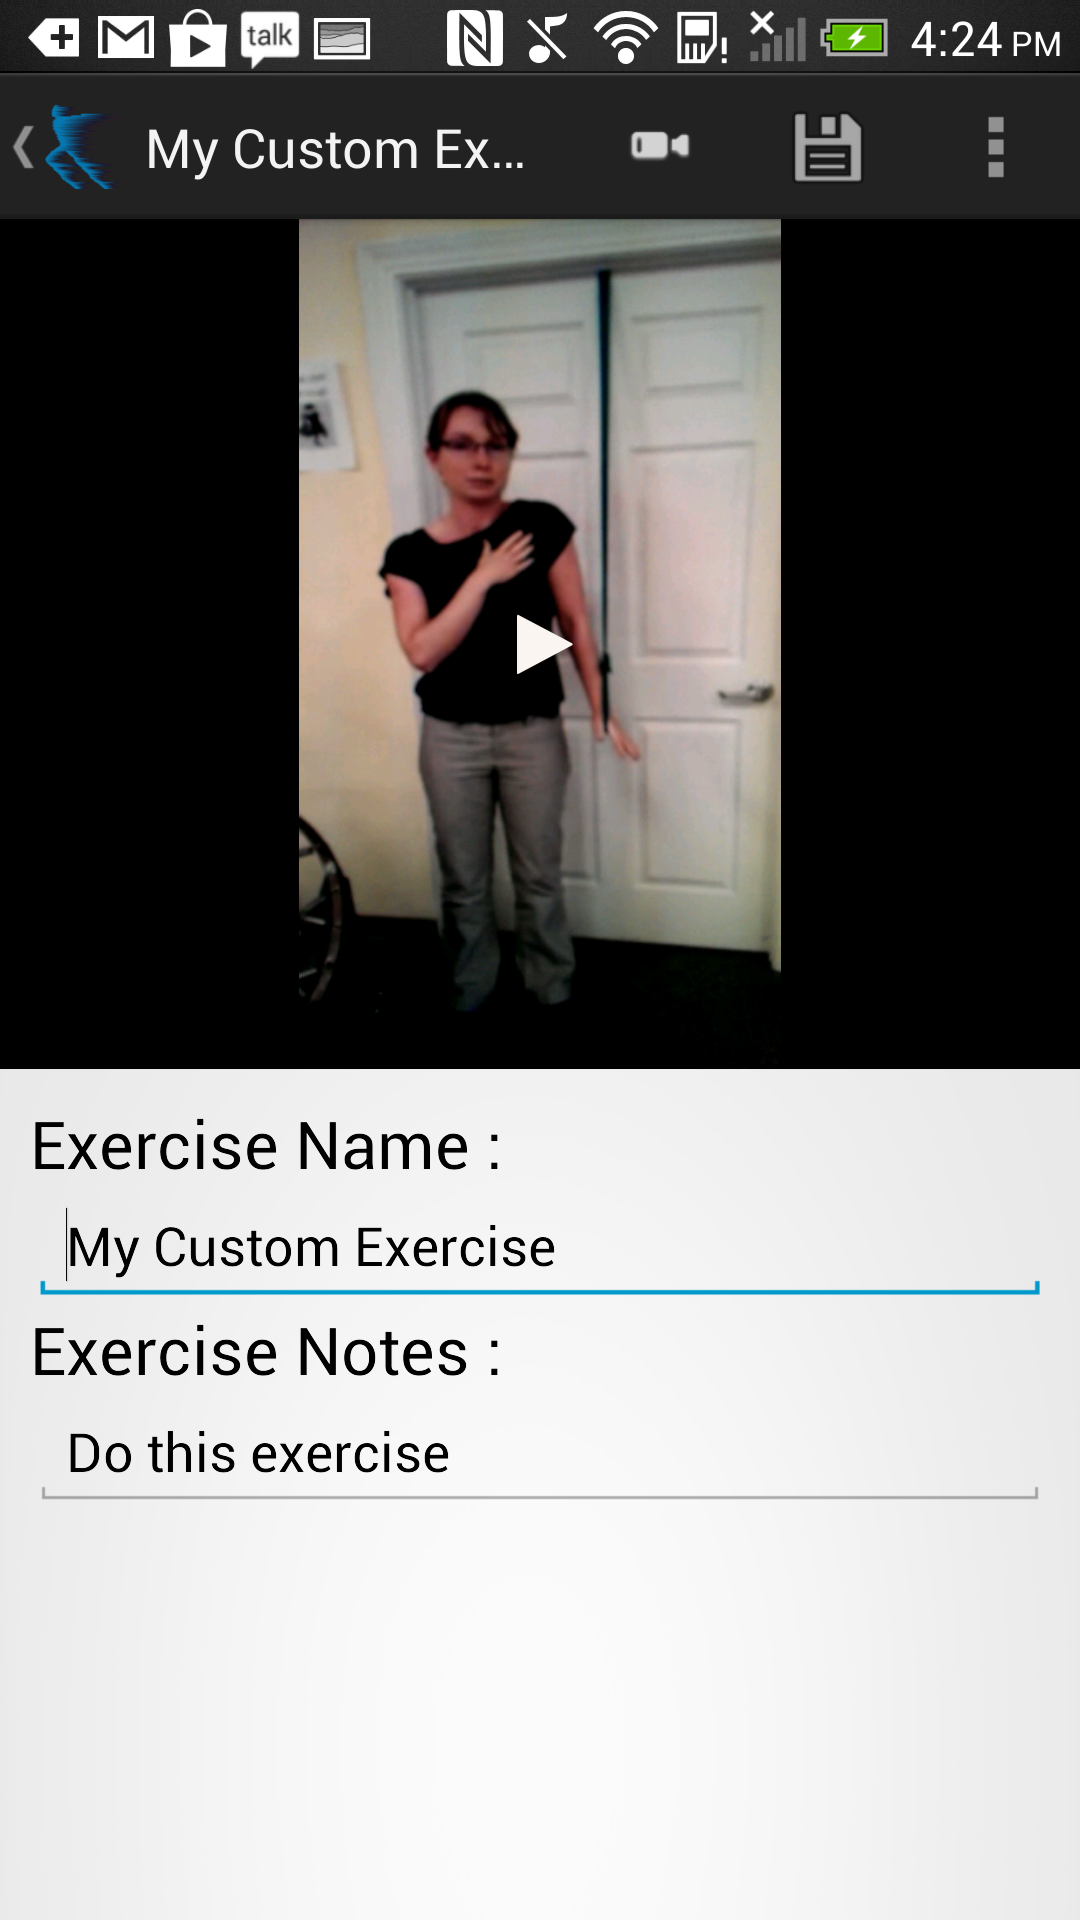 talk
4:24 PM
My Custom Ex...
Exercise Name :
My Custom Exercise
Exercise Notes :
Do this exercise